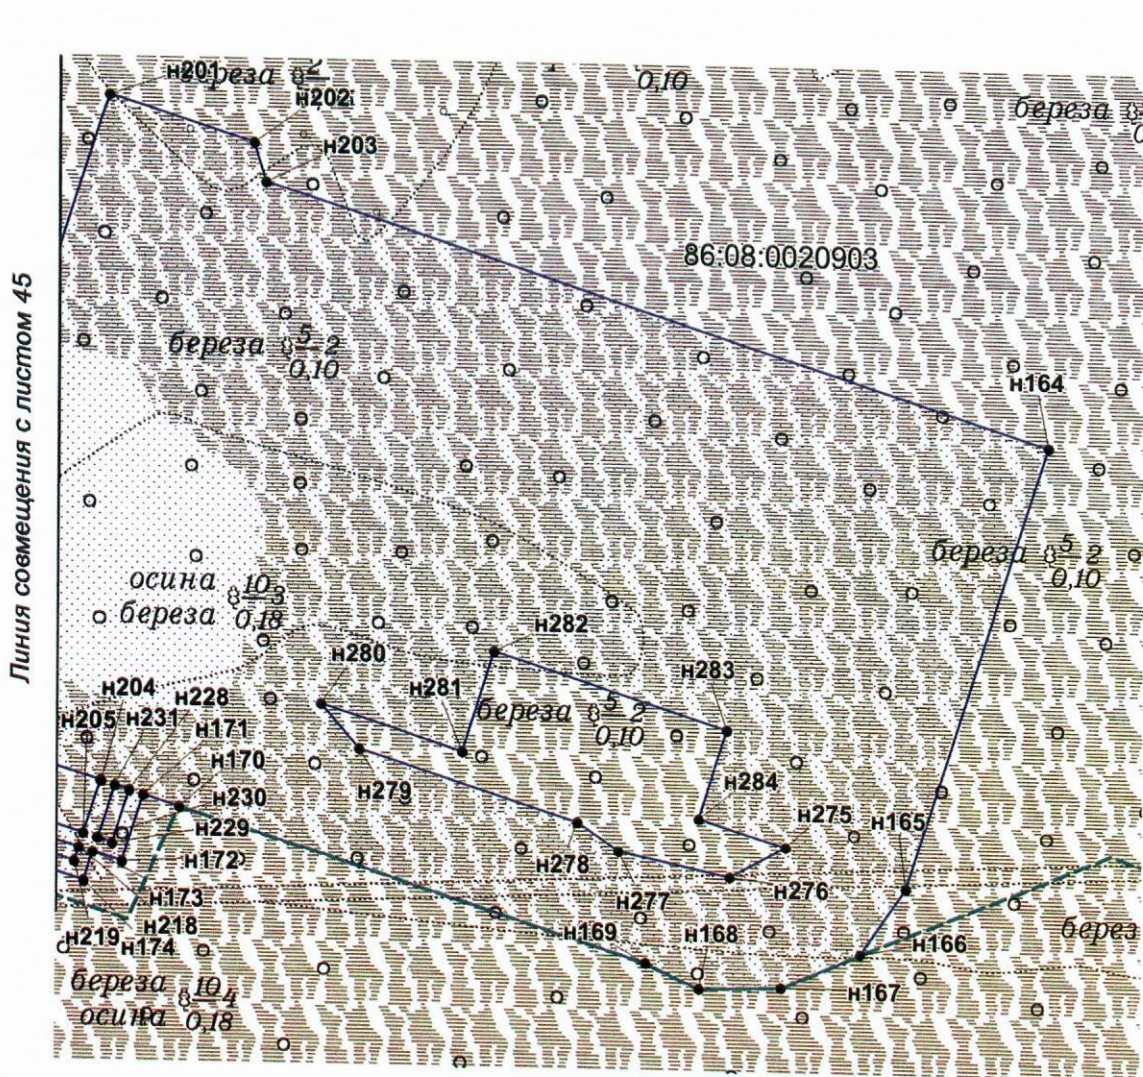 Линия совмещения с листом 45
н201
береза 2
0,10
береза
н202
н203
86:08:0020903
береза 5 2
0,10
н164
береза 5 2
0,10
осина 10 3
береза 0,18
н282
н280
н281
н283
береза 5 2
0,10
н204
н228
н205
н231
н171
н170
н230
н279
н284
н275
н165
н229
н278
н172
н276
н277
н173
н218
н219
н174
н169
н168
н166
берез
н167
береза 10 4
осина 0,18